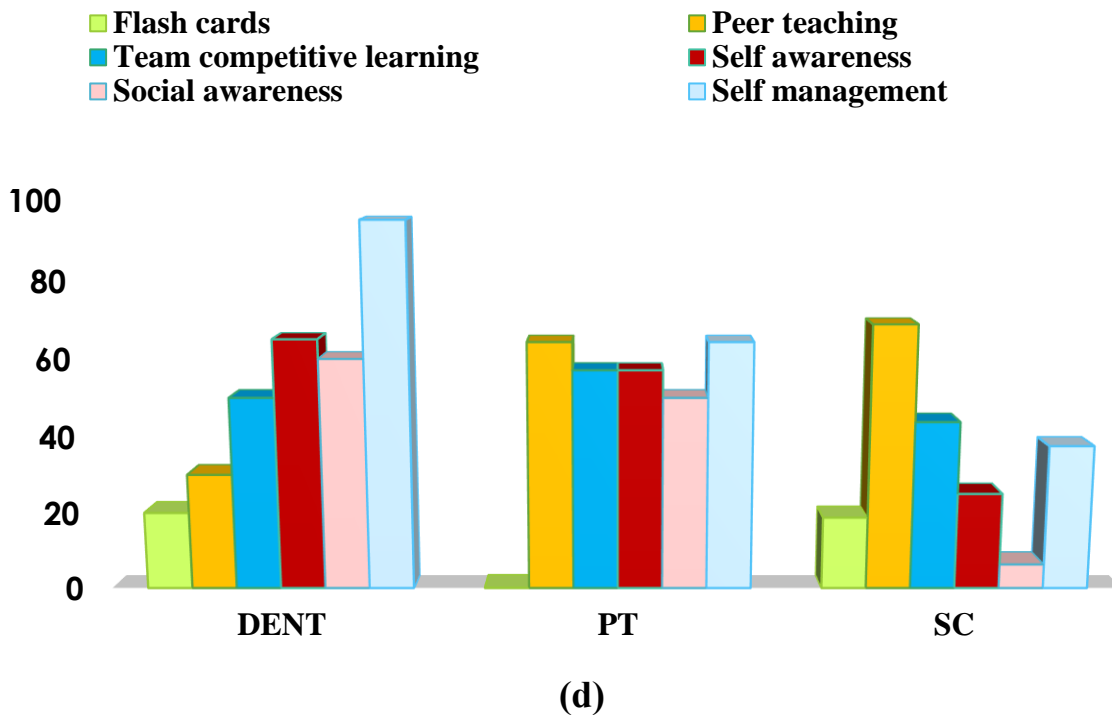 Flash cards
Peer teaching
Team competitive learning
Self awareness
Social awareness
Self management
100
80
60
40
20
0
DENT
PT
SC
(d)